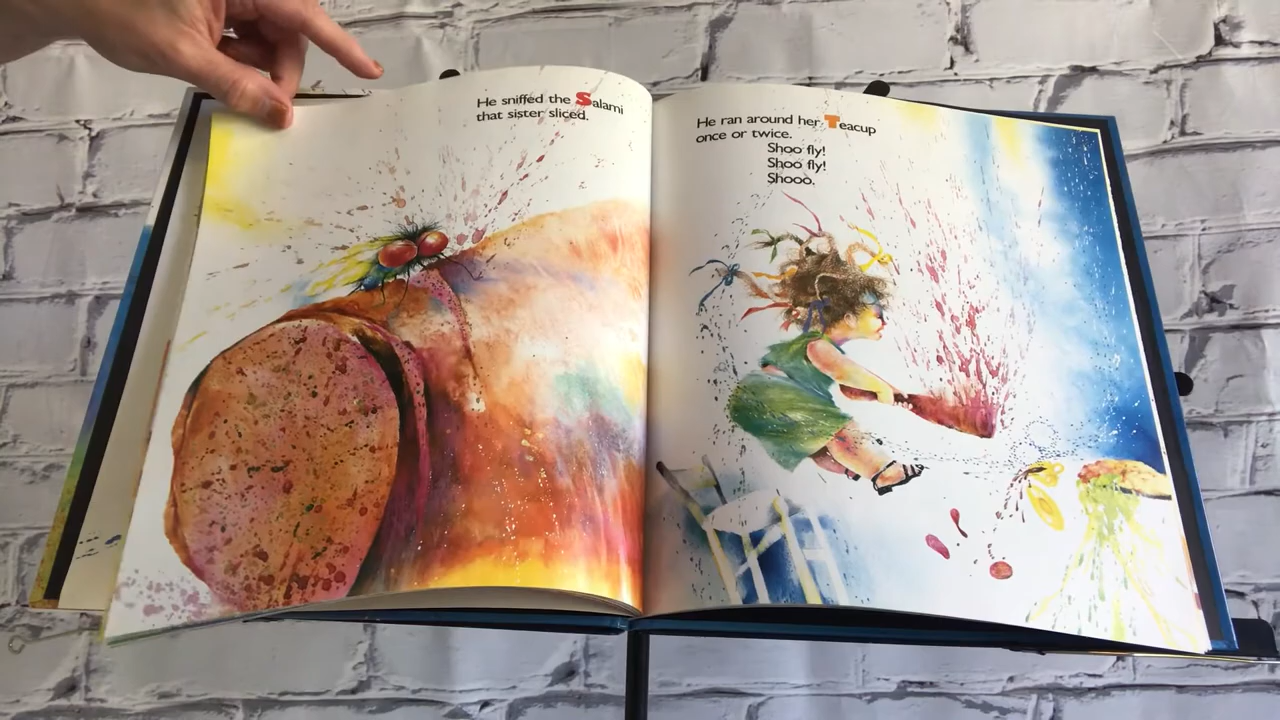 He sniffed the Salami
that sister sliced.
He ran around her Teacup
once or twice.
Shoo fly!
Shoo fly!
Shooo.